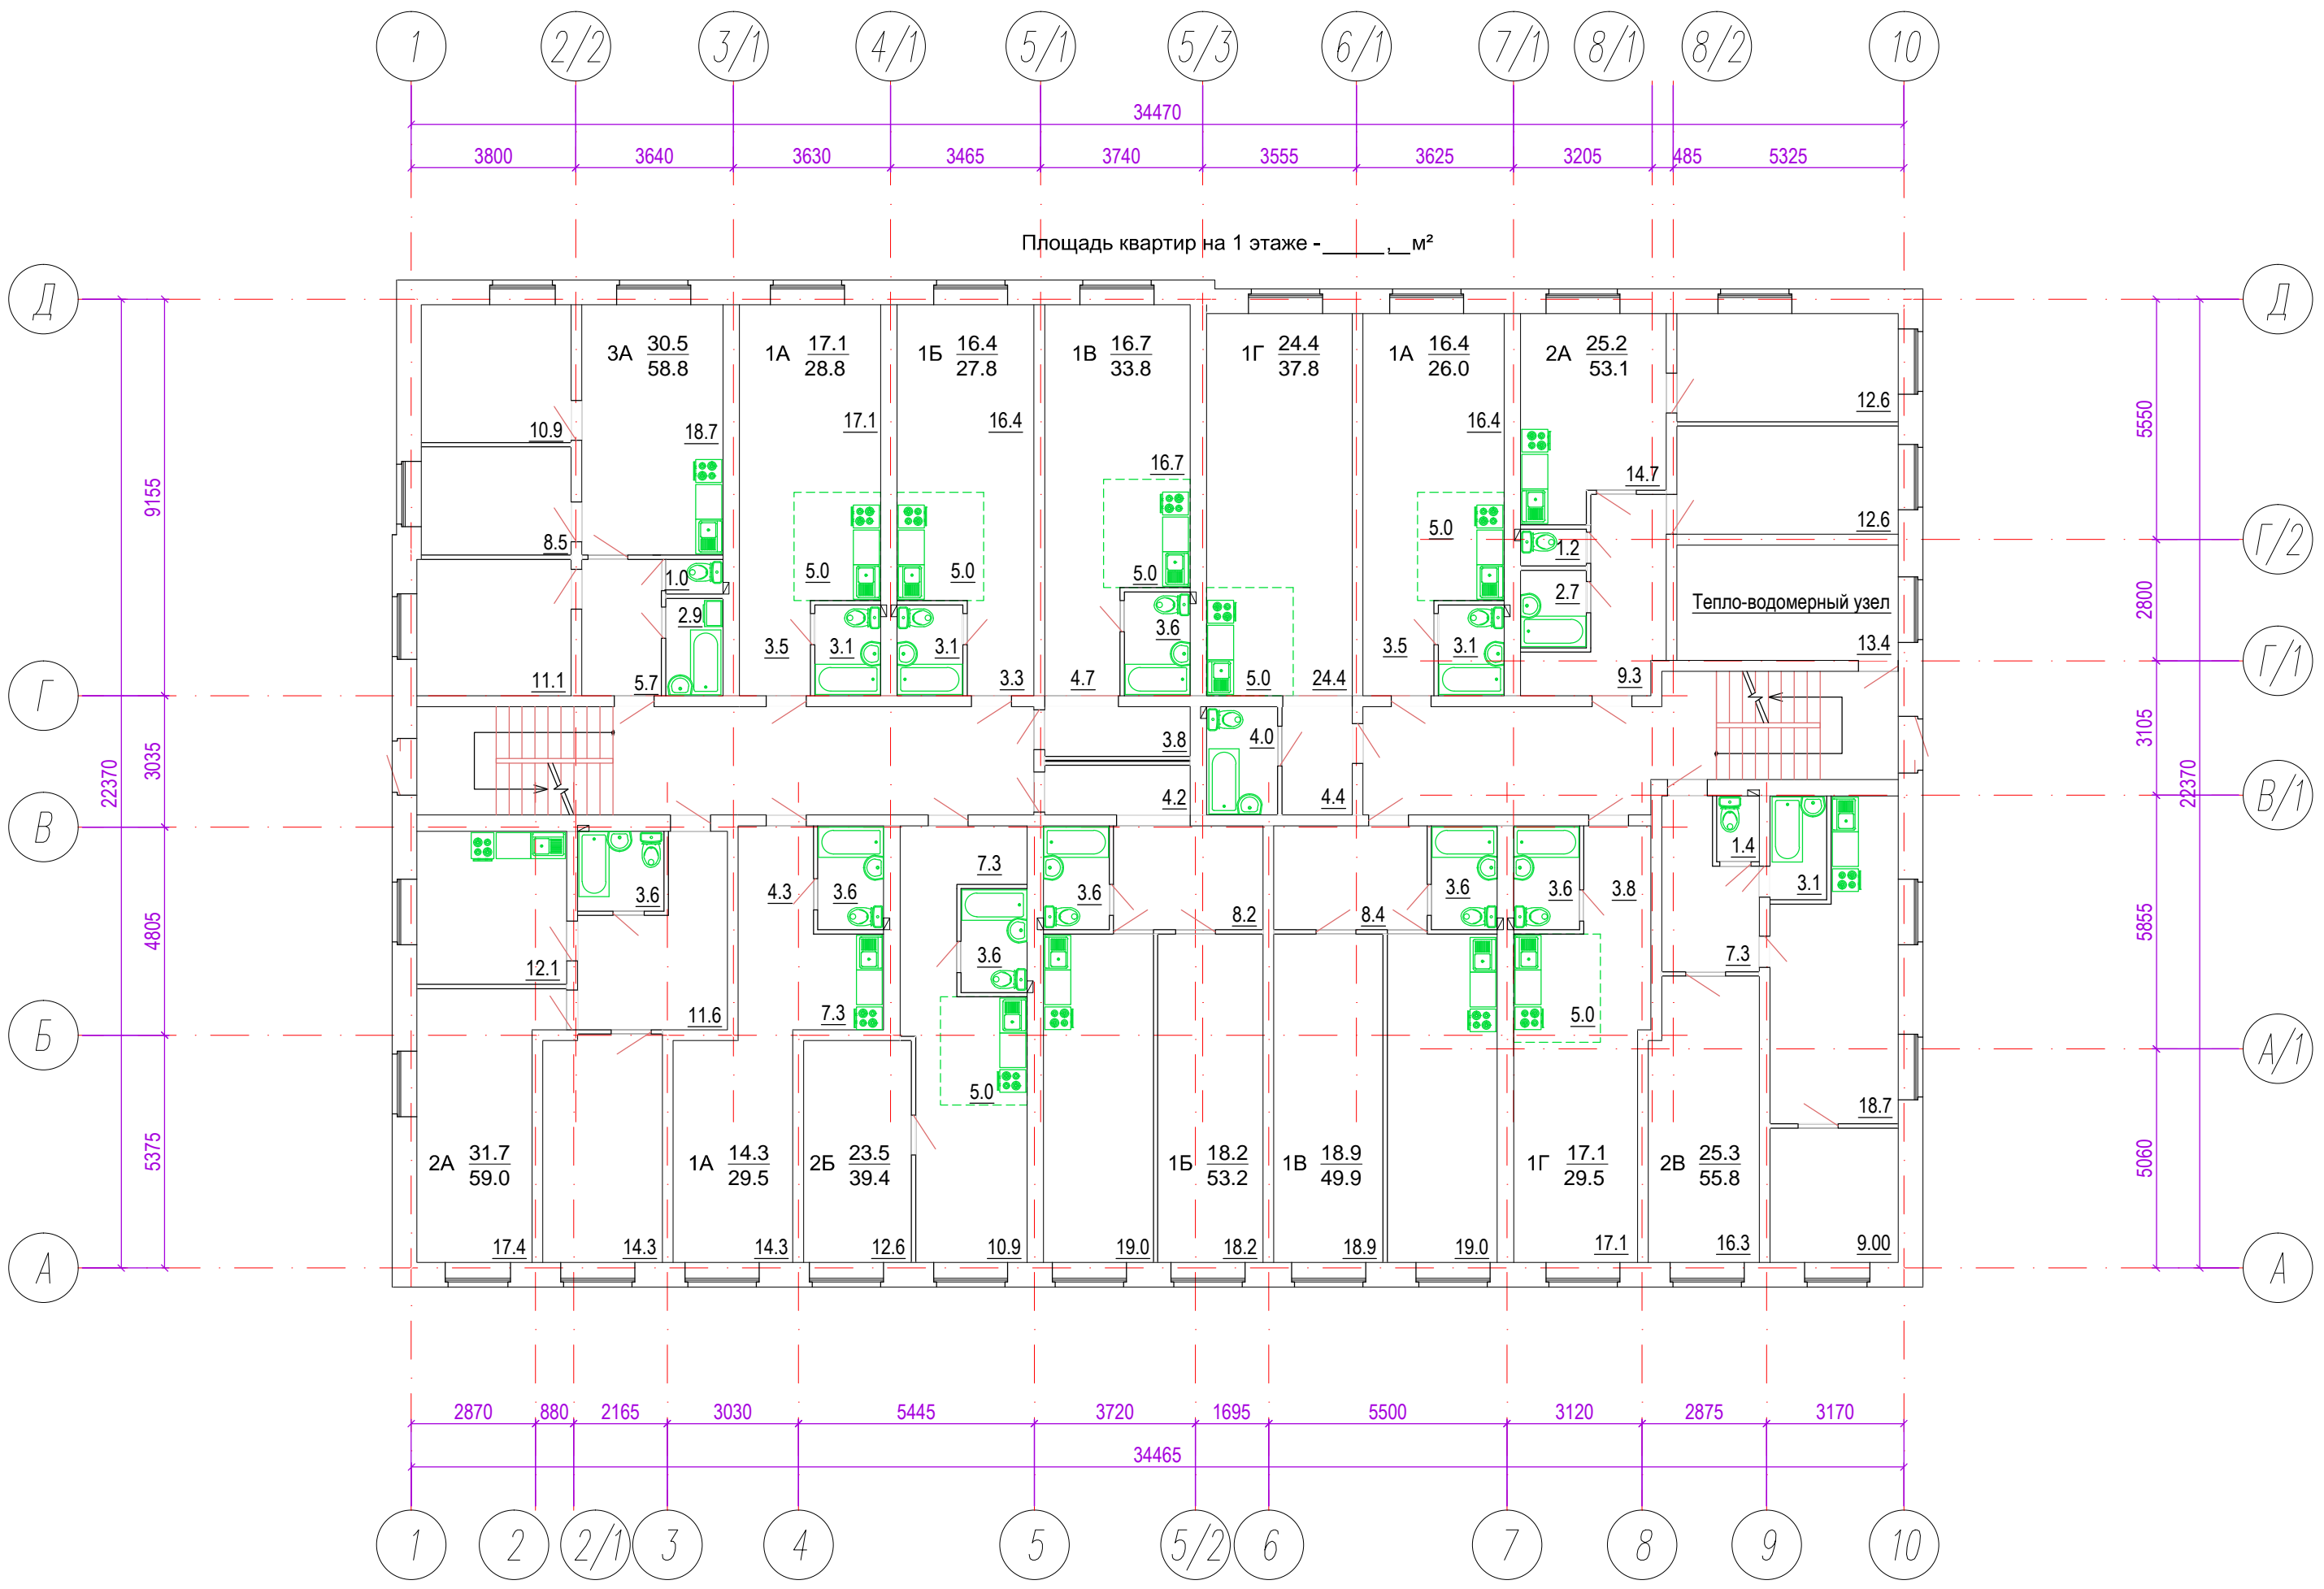 1 2/2 3/1 4/1 5/1 5/3 6/1 7/1 8/1 8/2 10
34470
3800 3640 3630 3465 3740 3555 3625 3205 485 5325
Площадь квартир на 1 этаже -______,__м²
Д Д
3А 30.5 1А 17.1 1Б 16.4 1В 16.7 1Г 24.4 1А 16.4 2А 25.2
58.8 28.8 27.8 33.8 37.8 26.0 53.1
12.6
10.9 18.7 17.1 16.4 16.4
5550
16.7 14.7
9155
12.6
8.5 5.0 5.0 5.0 5.0 1.2
Г/2
1.0 2.7
2800
Тепло-водомерный узел
2.9 3.6
3.5 3.1 3.1 3.5 3.1 13.4
Г/1
11.1 5.7 3.3 4.7 5.0 24.4 9.3
Г
3.8 4.0
3035 3105
22370 22370
4.2 4.4
В/1
В
7.3 1.4
4.3 3.6 3.6 3.6 3.6 3.8 3.1
3.6 8.2 8.4
4805 5855
12.1 3.6 7.3
11.6 7.3 5.0
Б А/1
5.0 18.7
2А 31.7 1А 14.3 2Б 23.5 1Б 18.2 1В 18.9 1Г 17.1 2В 25.3
59.0 29.5 39.4 53.2 49.9 29.5 55.8
5375 5060
17.4 14.3 14.3 12.6 10.9 19.0 18.2 18.9 19.0 17.1 16.3 9.00
А А
2870 880 2165 3030 5445 3720 1695 5500 3120 2875 3170
34465
1 2 2/1 3 4 5 5/2 6 7 8 9 10